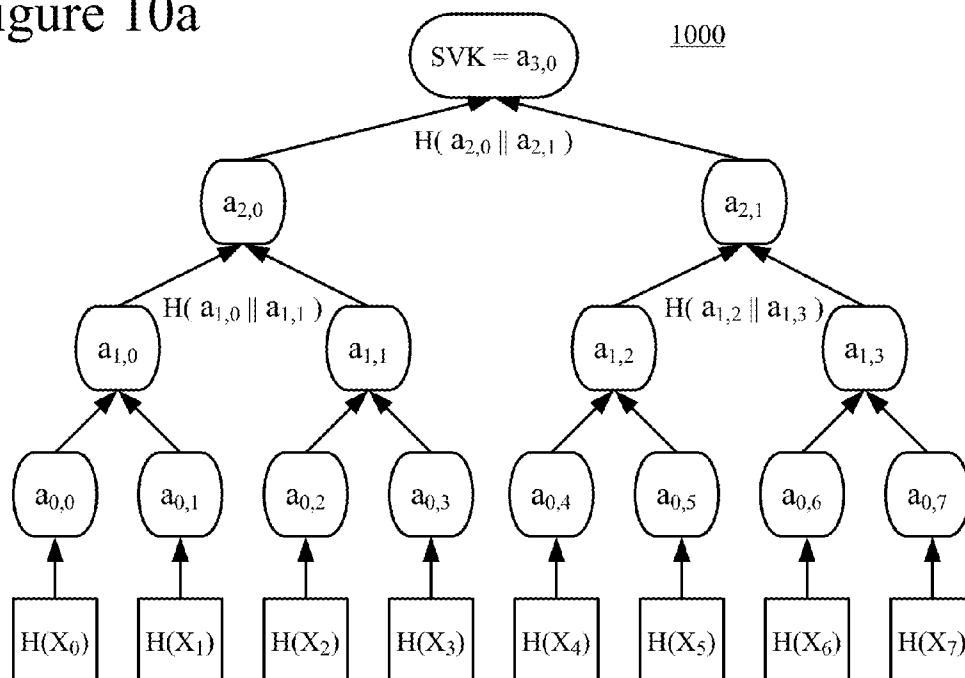 igure 10a
1000
SVK = a3,0
H( a2,0 || a2,1 )
a2,0
a2,1
H( a1,0 || a1,1 )
H( a1,2 || a1,3 )
a1,0
a1,1
a1,2
a1,3
a0,0
a0,1
a0,2
a0,3
a0,4
a0,5
a0,6
a0,7
H(X0)
H(X1)
H(X2)
H(X3)
H(X4)
H(X5)
H(X6)
H(X7)